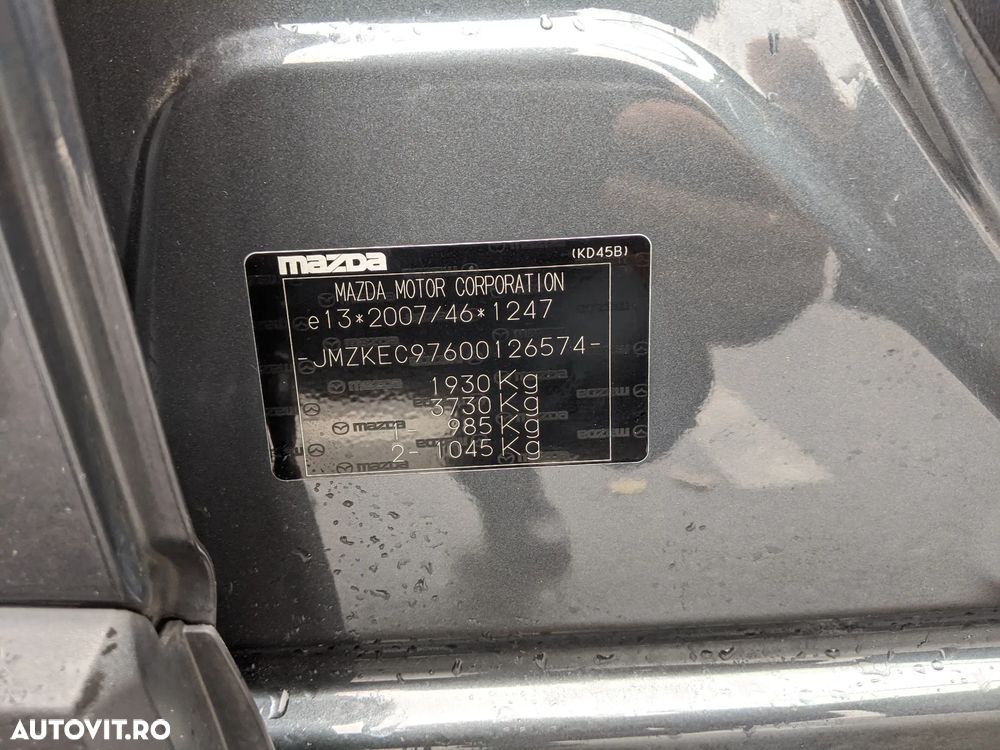 mazda (KD45B)
MAZDA MOTOR CORPORATION
e13*2007/46*1247
-JMZKEC97600126574-
1930 Kg
3730 Kg
1- 985 Kg
2- 1045 Kg
AUTOVIT.RO